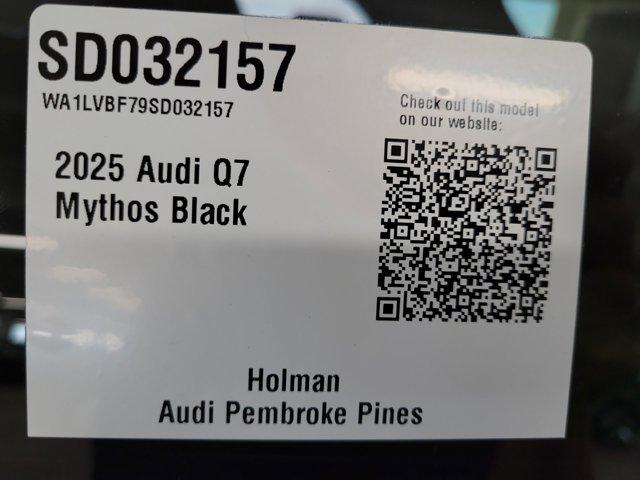 SD032157
WA1LVBF79SD032157
Check out this model
on our website:
2025 Audi Q7
Mythos Black
Holman
Audi Pembroke Pines